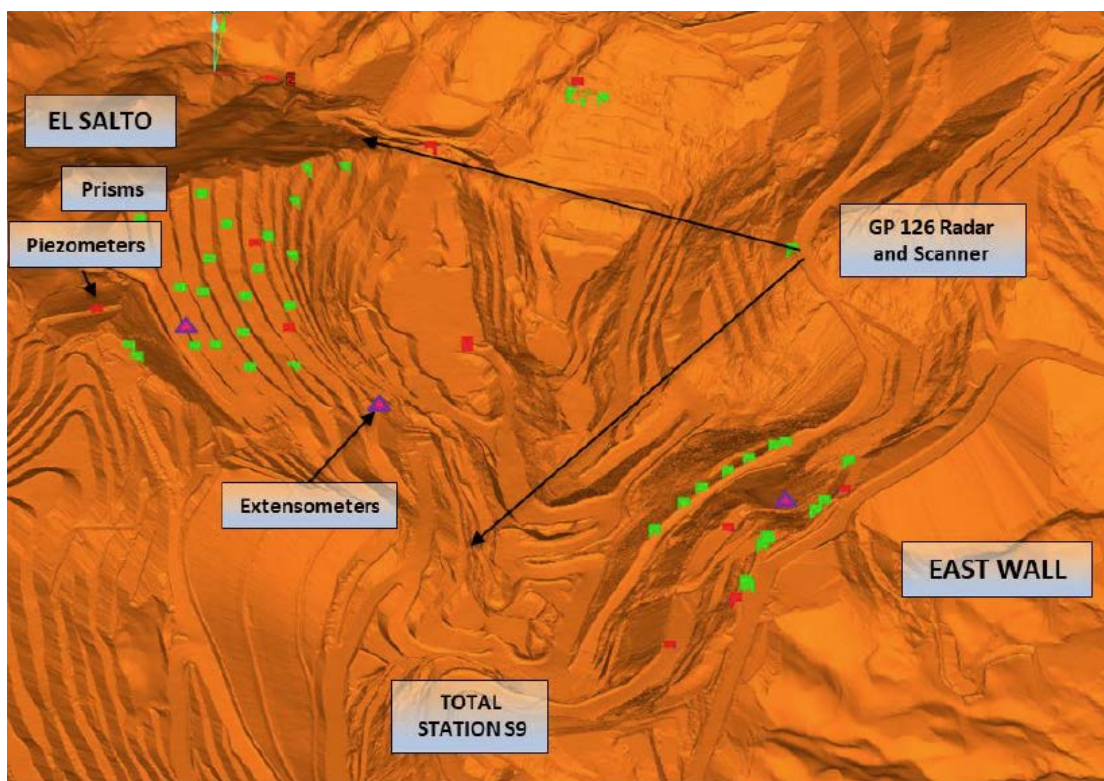 EL SALTO
Prisms
Piezometers
GP 126 Radar
and Scanner
Extensometers
EAST WALL
TOTAL
STATION S9